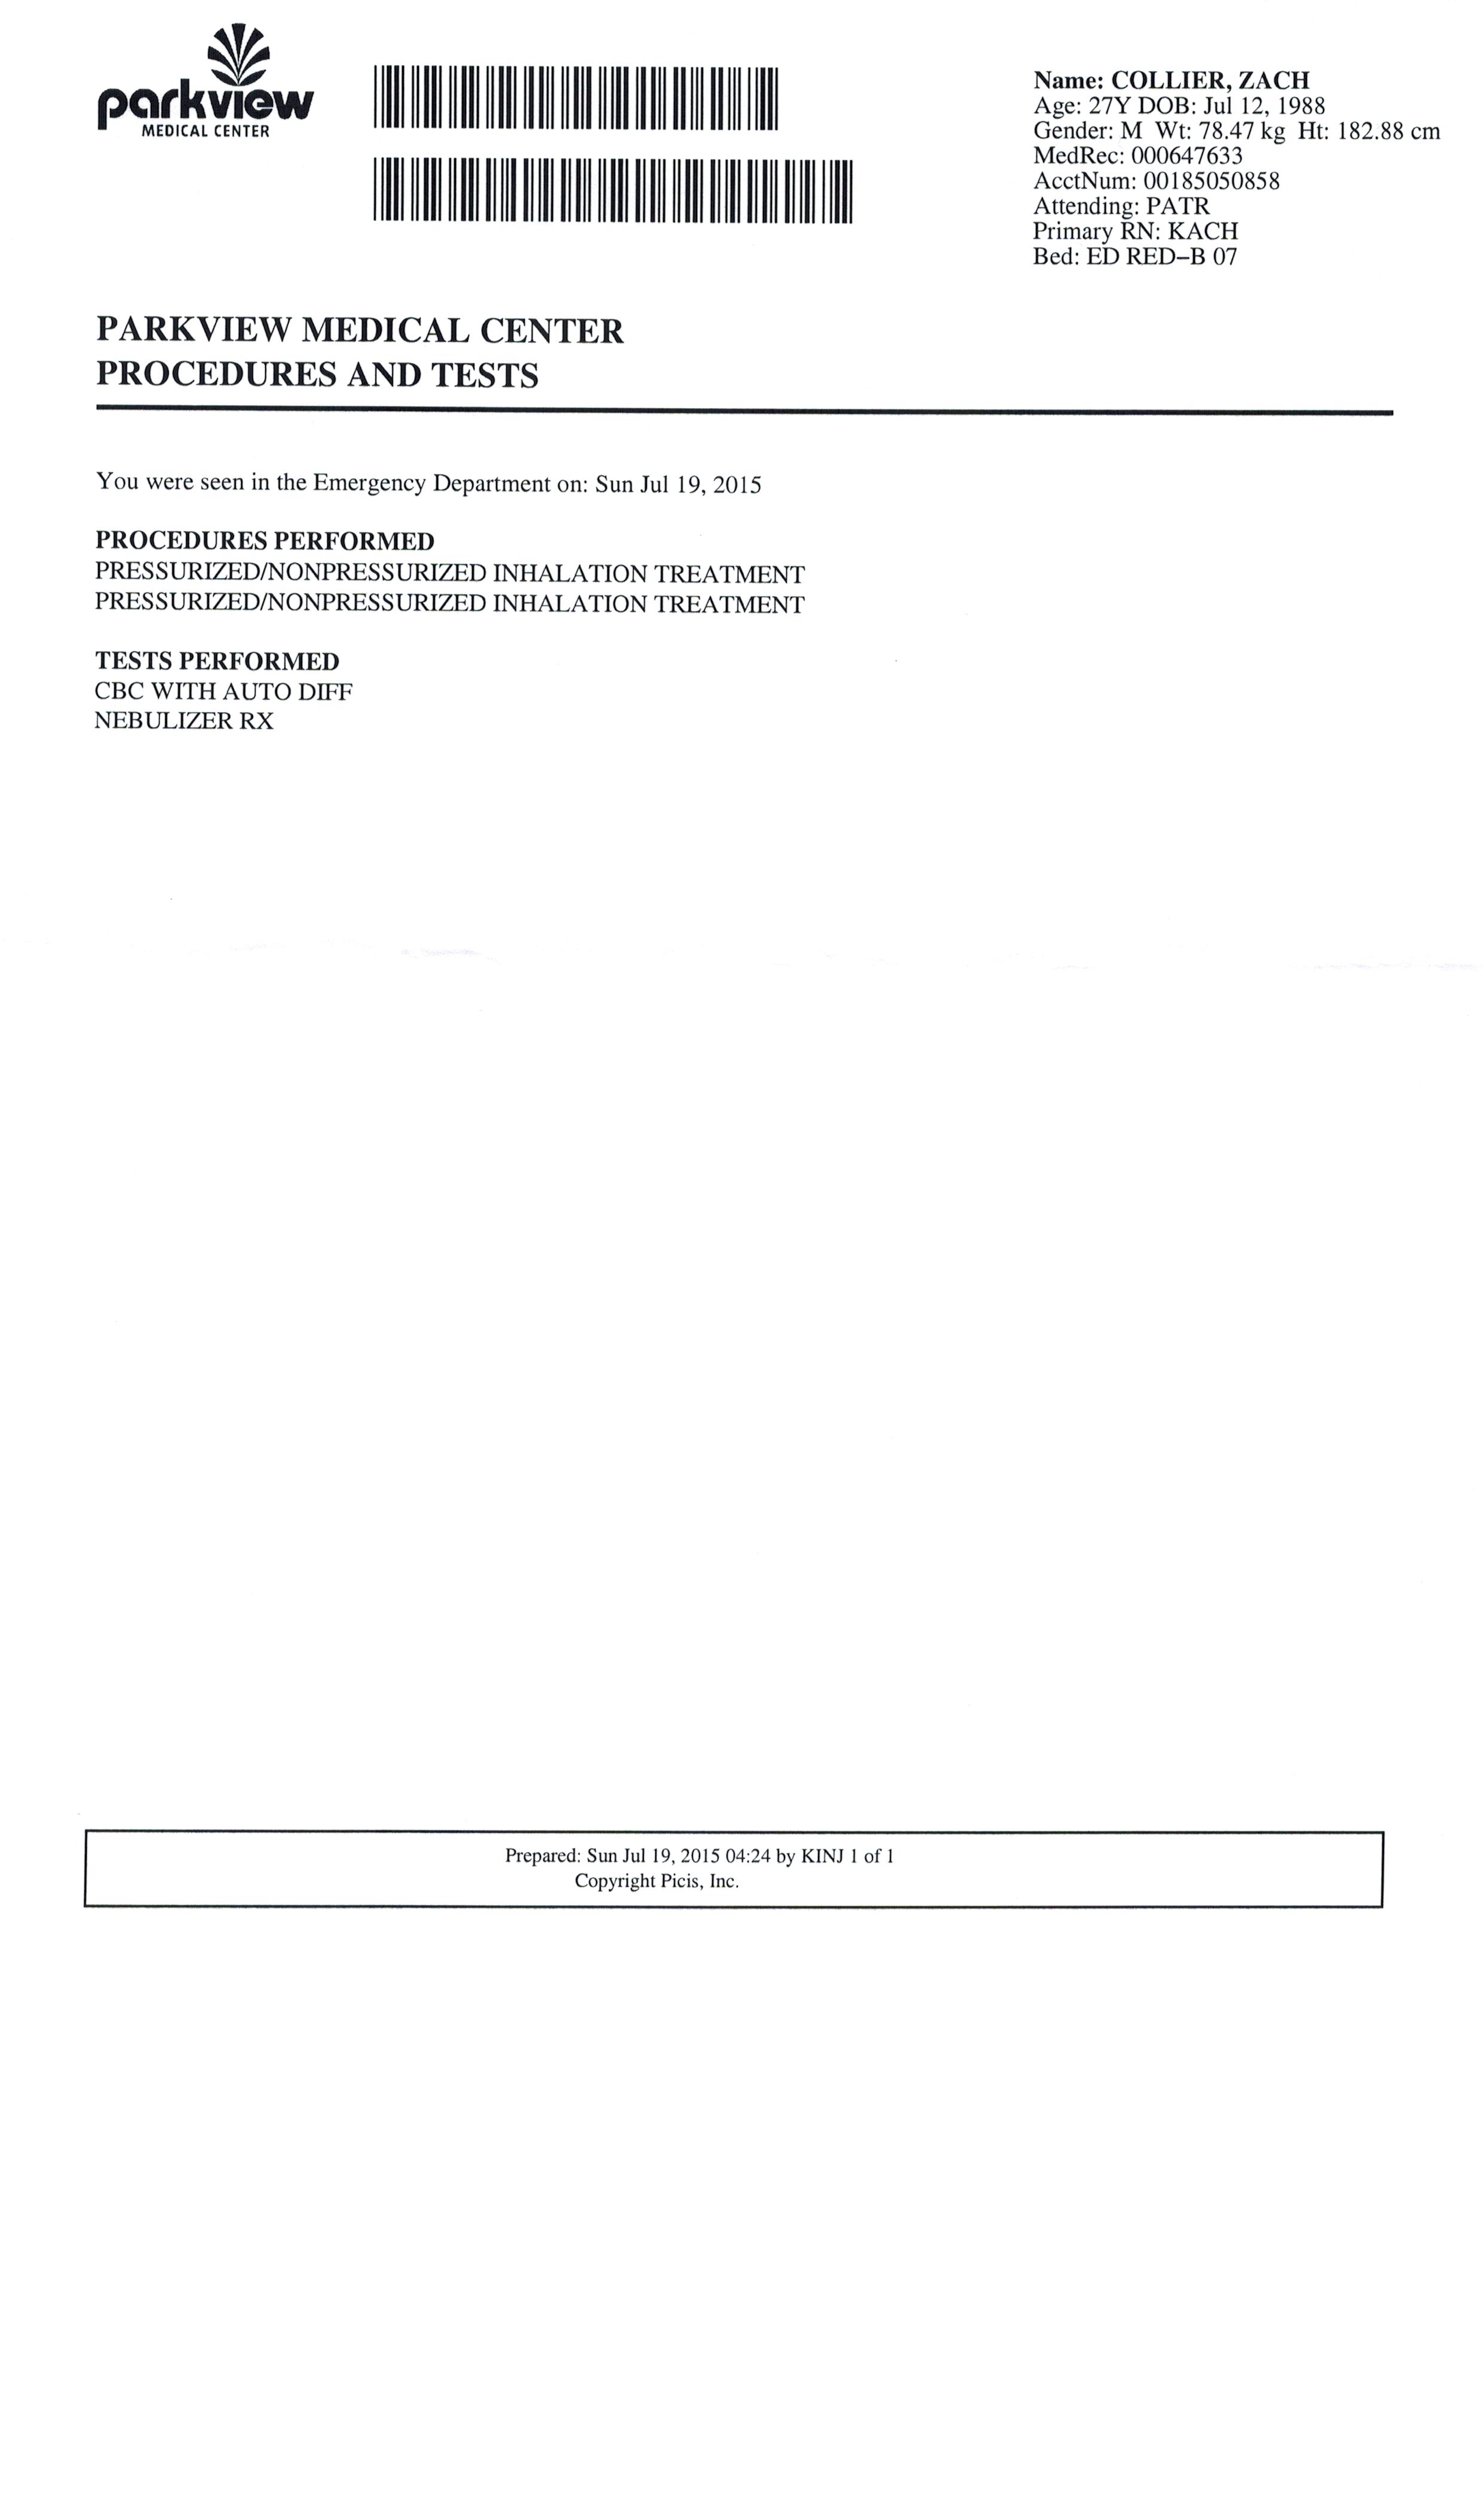 parkview
MEDICAL CENTER
Name: COLLIER, ZACH
Age: 27Y DOB: Jul 12, 1988
Gender: M Wt: 78.47 kg Ht: 182.88 cm
MedRec: 000647633
AcctNum: 00185050858
Attending: PATR
Primary RN: KACH
Bed: ED RED–B 07
PARKVIEW MEDICAL CENTER
PROCEDURES AND TESTS
You were seen in the Emergency Department on: Sun Jul 19, 2015
PROCEDURES PERFORMED
PRESSURIZED/NONPRESSURIZED INHALATION TREATMENT
PRESSURIZED/NONPRESSURIZED INHALATION TREATMENT
TESTS PERFORMED
CBC WITH AUTO DIFF
NEBULIZER RX
Prepared: Sun Jul 19, 2015 04:24 by KINJ 1 of 1
Copyright Picis, Inc.